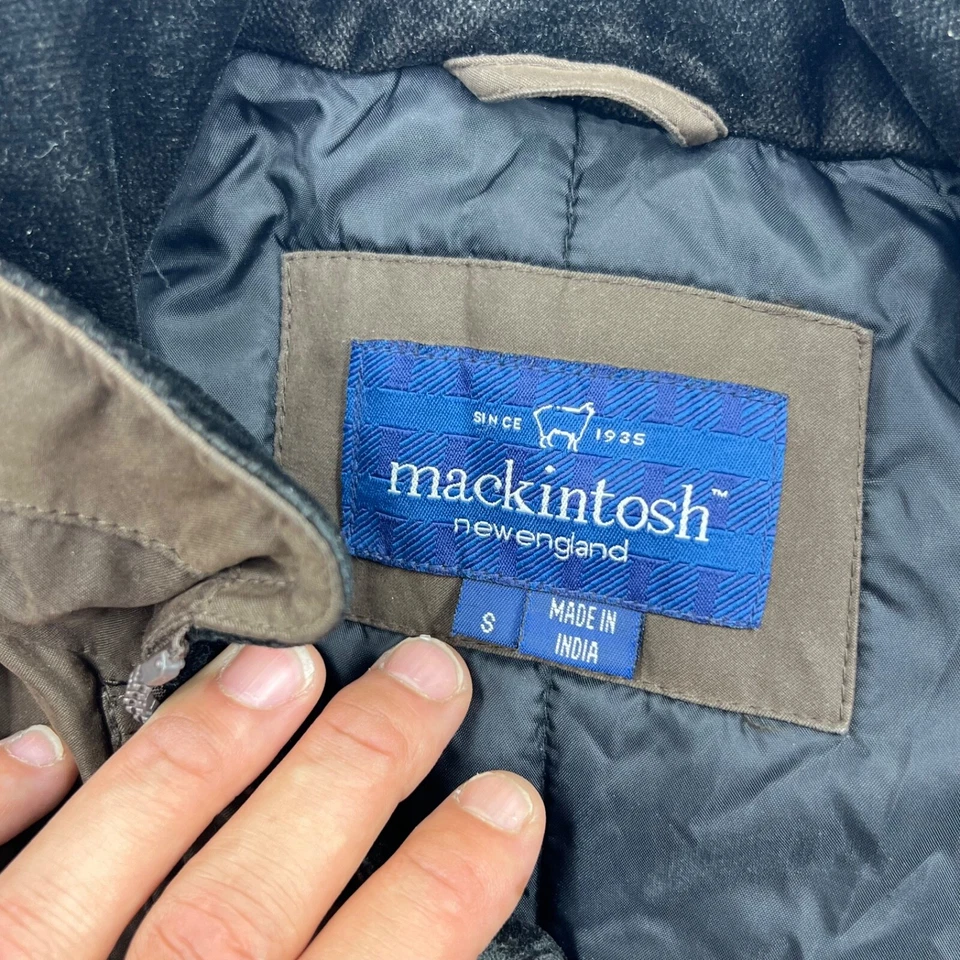 SINCE 1935
mackintosh™
newengland
S
MADE IN
INDIA